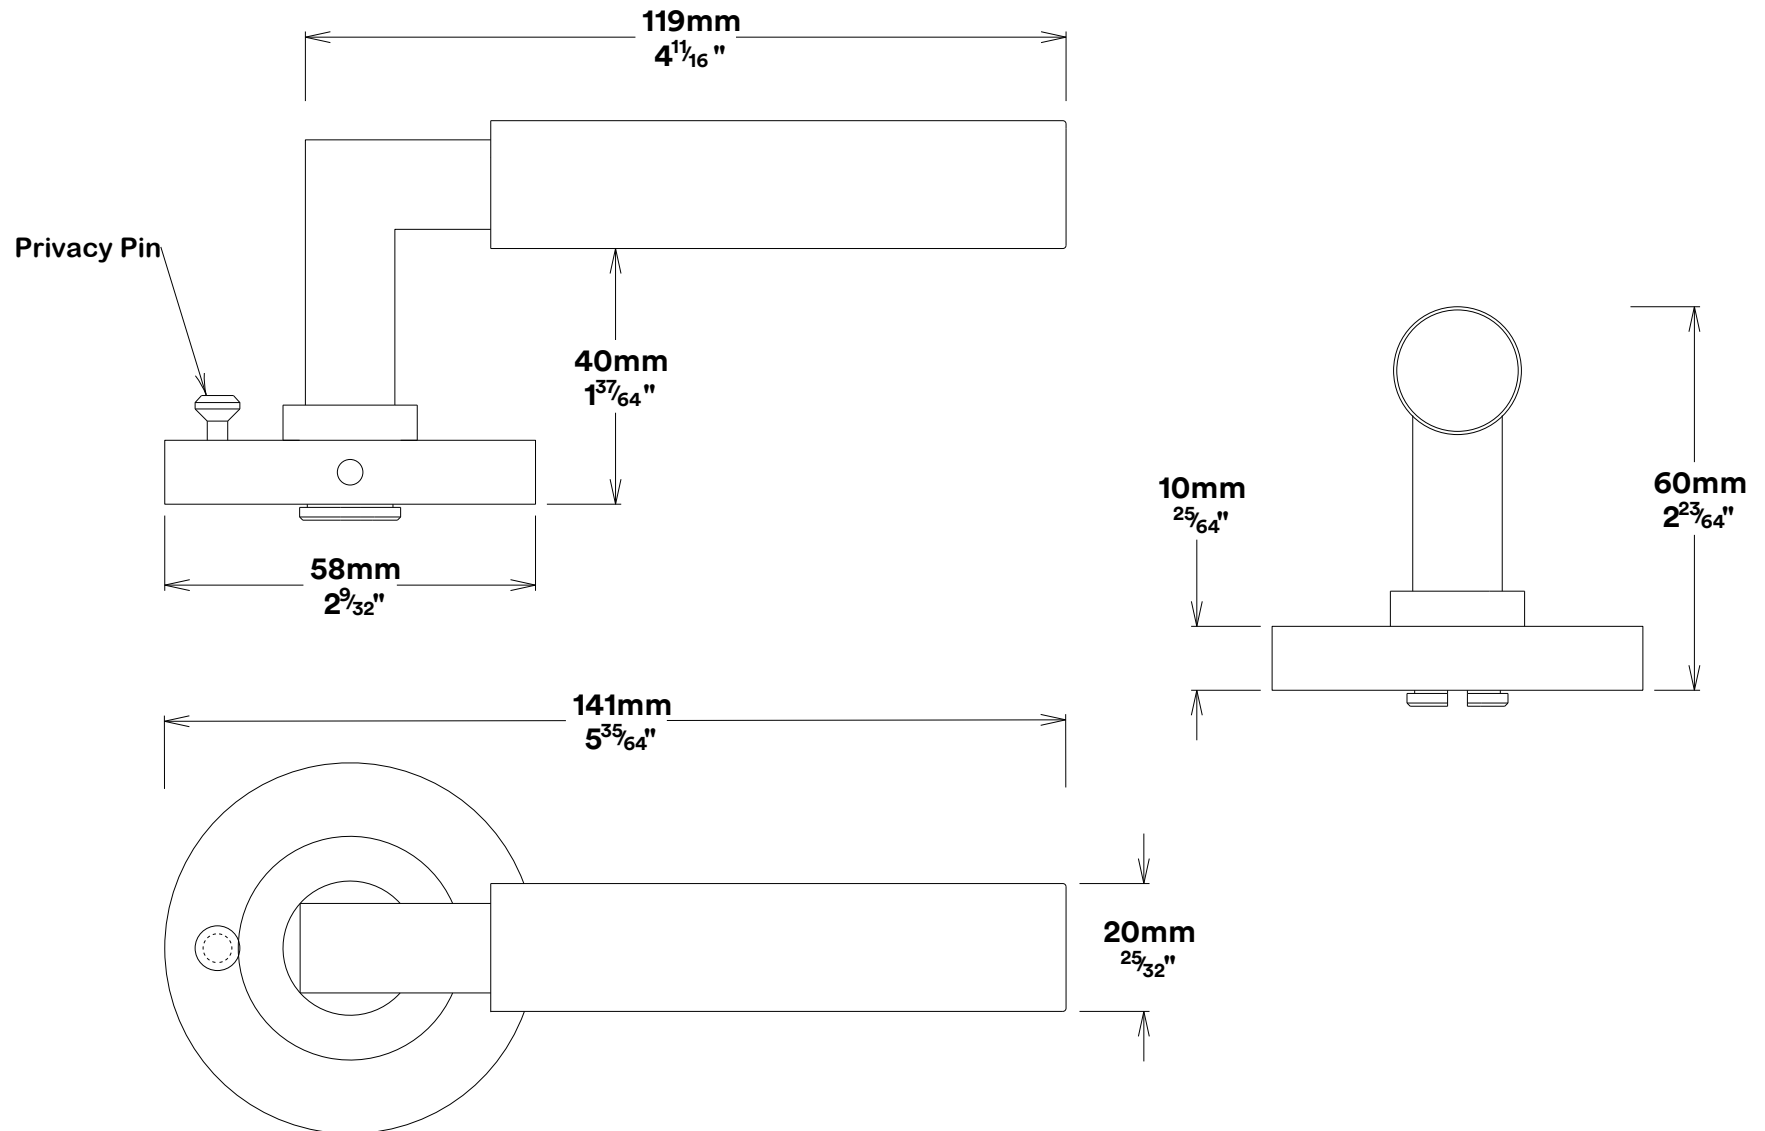 119mm
4 11/16 "
Privacy Pin
40mm
1 37/64"
10mm
25/64"
60mm
2 23/64"
58mm
2 9/32"
141mm
5 35/64"
20mm
25/32"